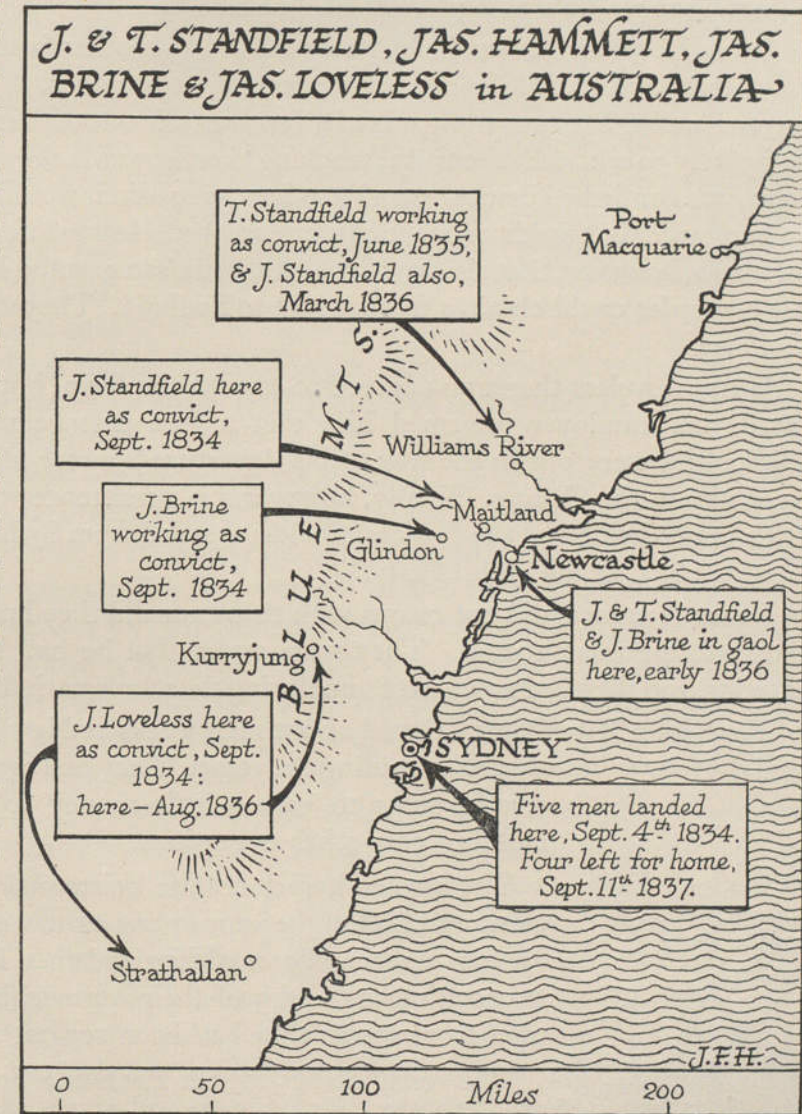 J. & T. STANDFIELD, JAS. HAMMETT, JAS.
BRINE & JAS. LOVELESS in AUSTRALIA
T. Standfield working
as convict, June 1835,
& J. Standfield also,
March 1836
Port
Macquarie
J. Standfield here
as convict,
Sept. 1834
Williams River
J. Brine
working as
convict,
Sept. 1834
Maitland
Glindon
Newcastle
BLUE MTS.
J. & T. Standfield
& J. Brine in gaol
here, early 1836
Kurryjung
J. Loveless here
as convict, Sept.
1834:
here – Aug. 1836
SYDNEY
Five men landed
here, Sept. 4th 1834.
Four left for home,
Sept. 11th 1837.
Strathallan
J.F.H.
0 50 100 Miles 200